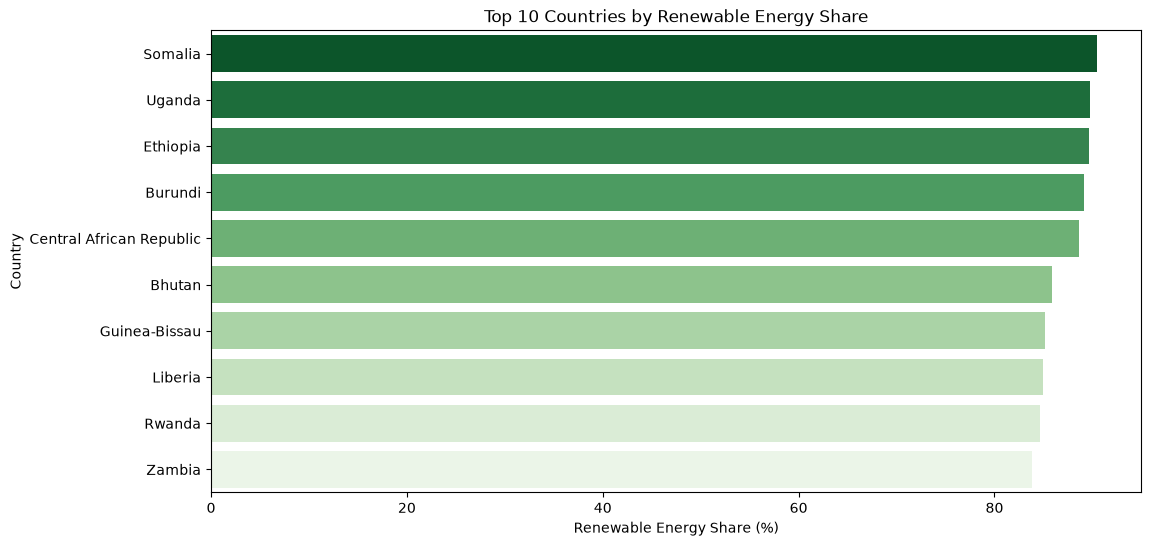 Top 10 Countries by Renewable Energy Share
Country
Somalia
Uganda
Ethiopia
Burundi
Central African Republic
Bhutan
Guinea-Bissau
Liberia
Rwanda
Zambia
0 20 40 60 80
Renewable Energy Share (%)